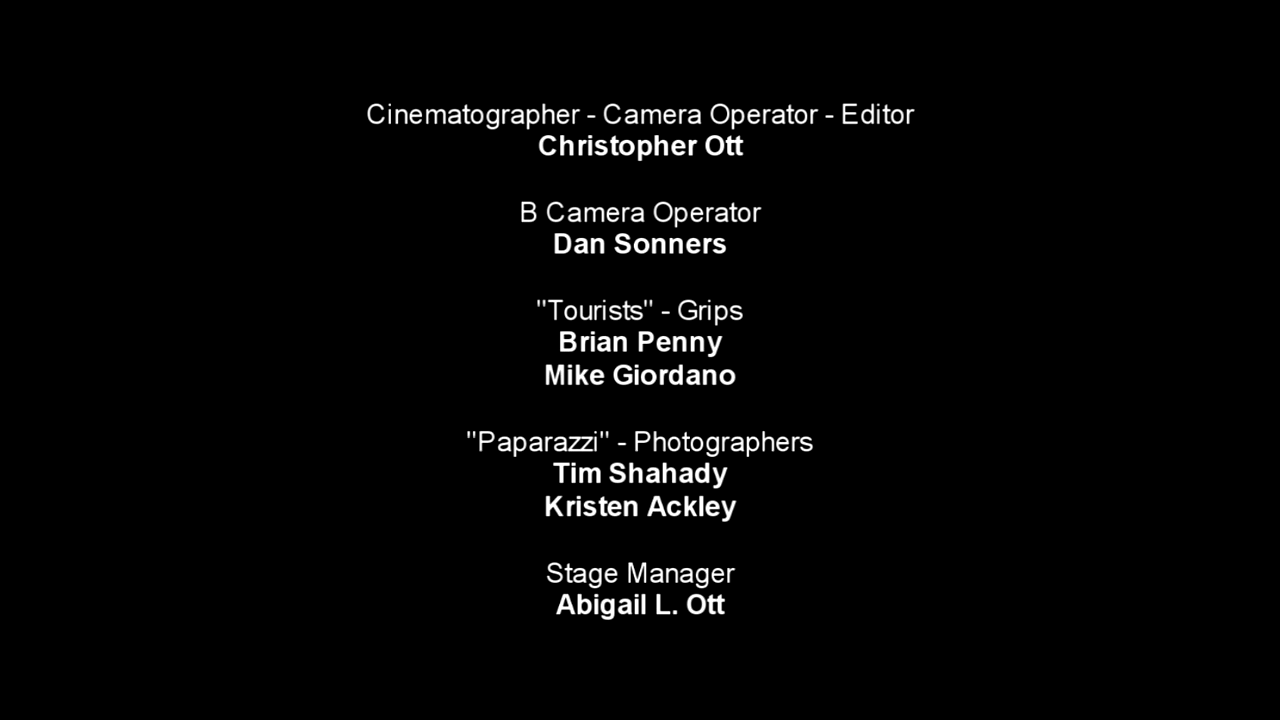 Cinematographer - Camera Operator - Editor
Christopher Ott
B Camera Operator
Dan Sonners
"Tourists" - Grips
Brian Penny
Mike Giordano
"Paparazzi" - Photographers
Tim Shahady
Kristen Ackley
Stage Manager
Abigail L. Ott